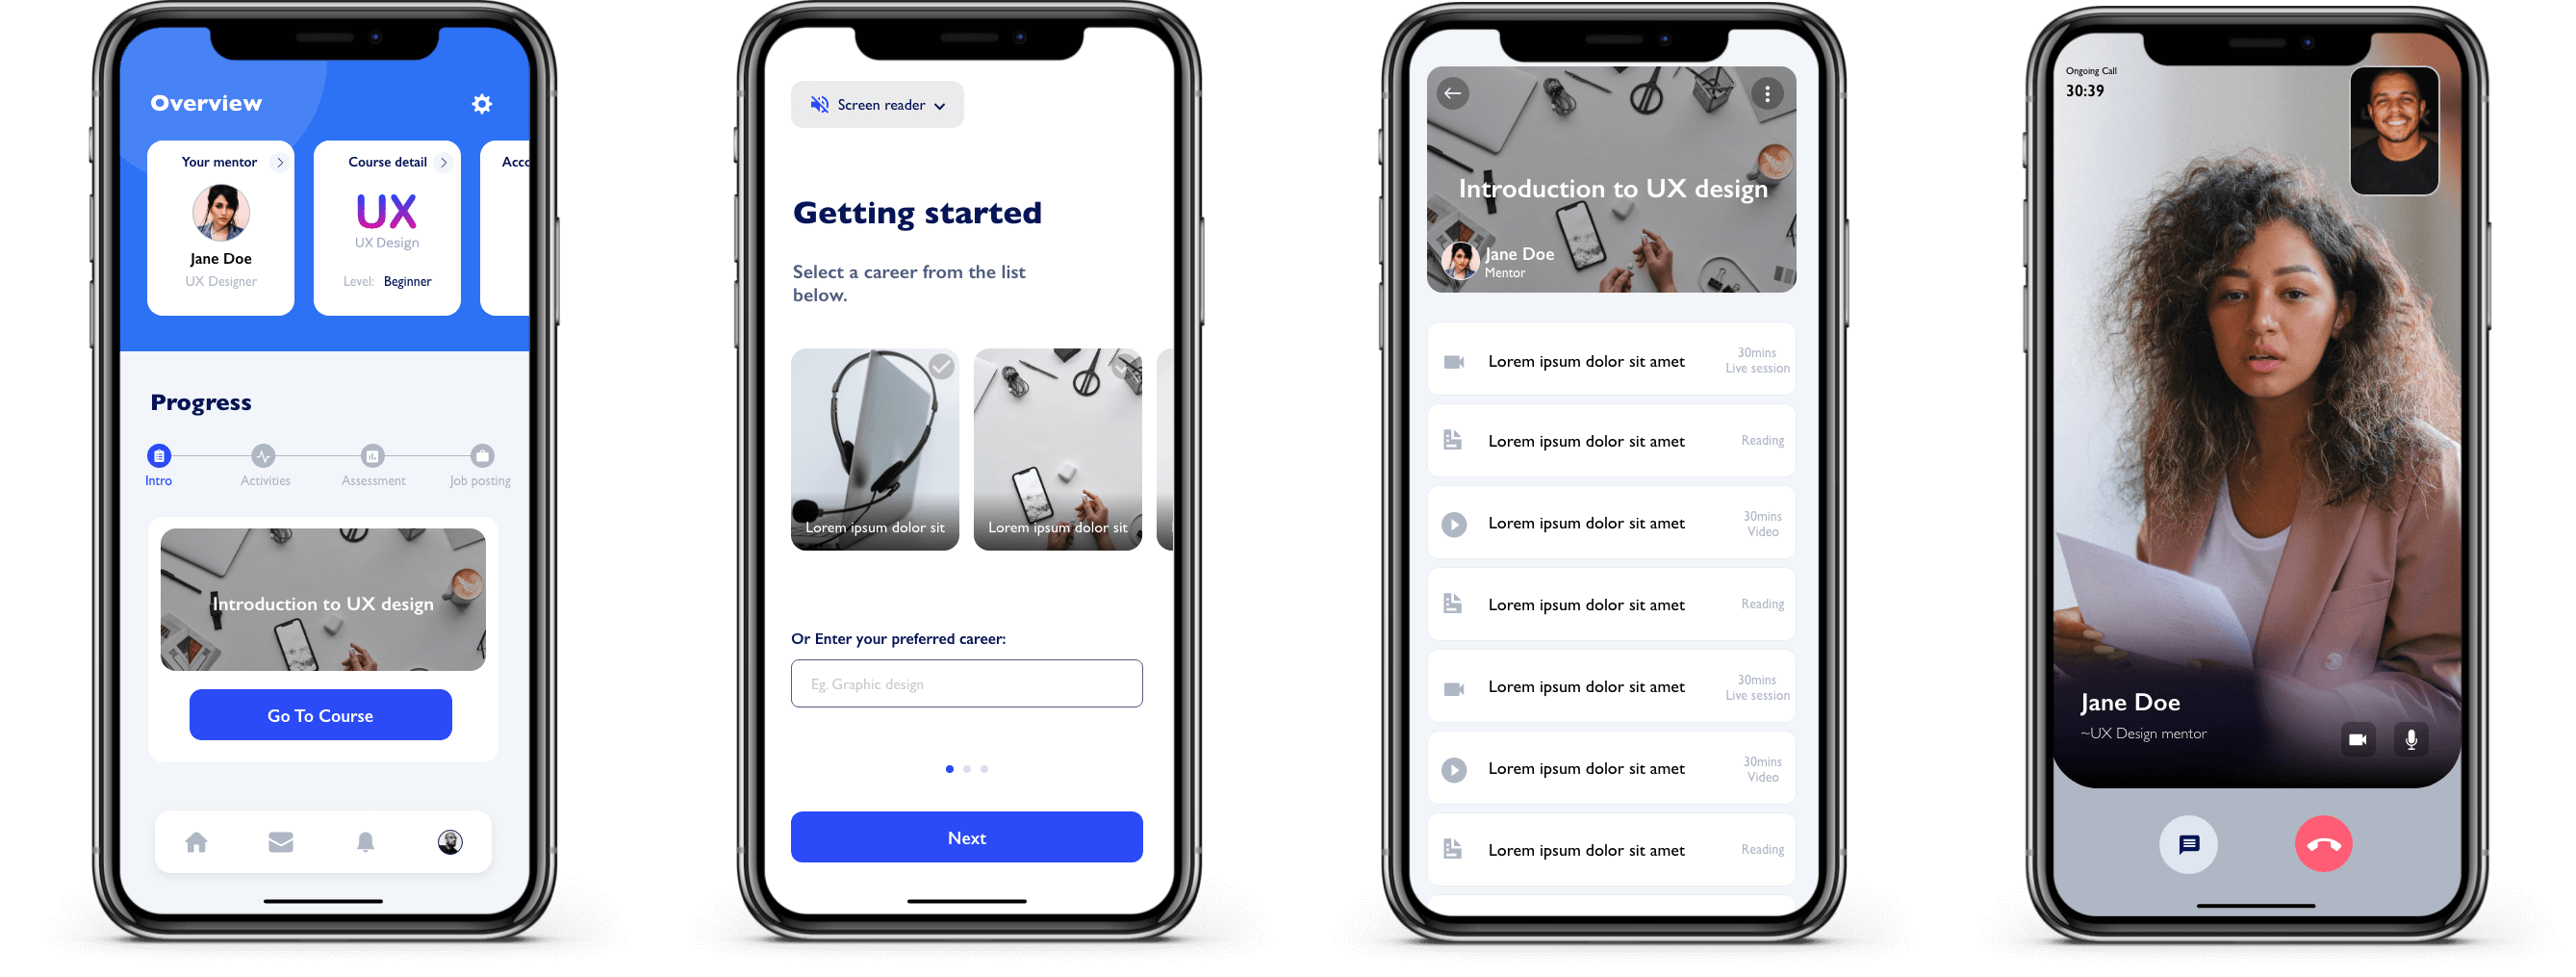 Overview
Your mentor
Jane Doe
UX Designer
Course detail
UX
UX Design
Level: Beginner
Acco
Progress
Intro
Activities
Assessment
Job posting
Introduction to UX design
Go To Course
Screen reader
Getting started
Select a career from the list
below.
Lorem ipsum dolor sit
Lorem ipsum dolor sit
Or Enter your preferred career:
Eg. Graphic design
Next
Introduction to UX design
Jane Doe
Mentor
Lorem ipsum dolor sit amet
30mins
Live session
Lorem ipsum dolor sit amet
Reading
Lorem ipsum dolor sit amet
30mins
Video
Lorem ipsum dolor sit amet
Reading
Lorem ipsum dolor sit amet
30mins
Live session
Lorem ipsum dolor sit amet
30mins
Video
Lorem ipsum dolor sit amet
Reading
Ongoing Call
30:39
Jane Doe
~UX Design mentor